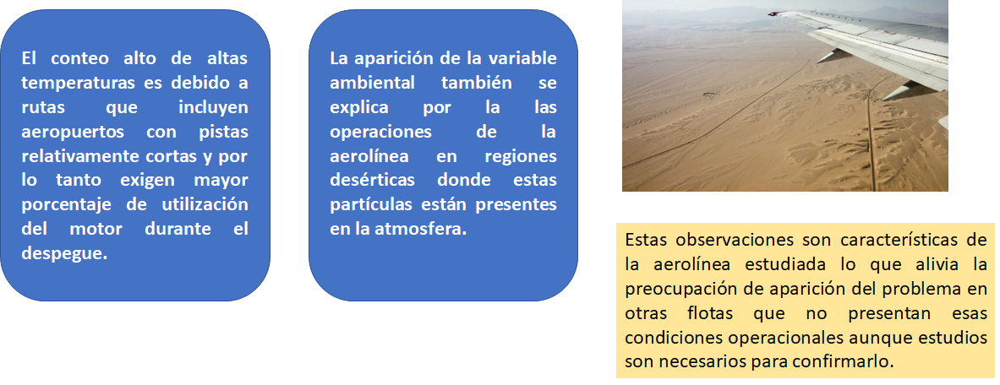 El conteo alto de altas
temperaturas es debido a
rutas que incluyen
aeropuertos con pistas
relativamente cortas y por
lo tanto exigen mayor
porcentaje de utilización
del motor durante el
despegue.
La aparición de la variable
ambiental también se
explica por la las
operaciones de la
aerolínea en regiones
desérticas donde estas
partículas están presentes
en la atmosfera.
Estas observaciones son características de
la aerolínea estudiada lo que alivia la
preocupación de aparición del problema en
otras flotas que no presentan esas
condiciones operacionales aunque estudios
son necesarios para confirmarlo.